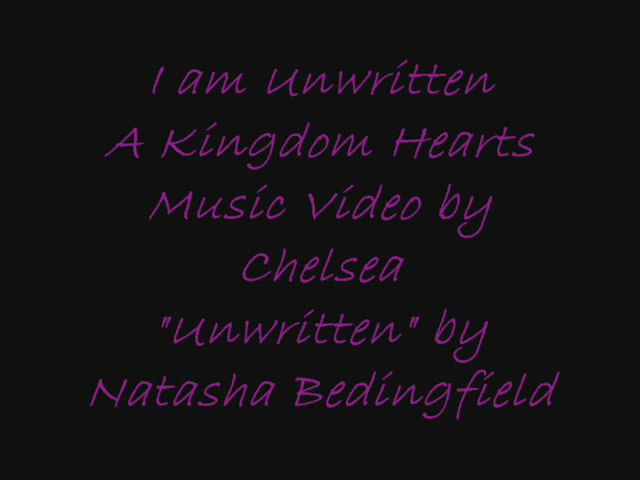 I am Unwritten
A Kingdom Hearts
Music Video by
Chelsea
"Unwritten" by
Natasha Bedingfield